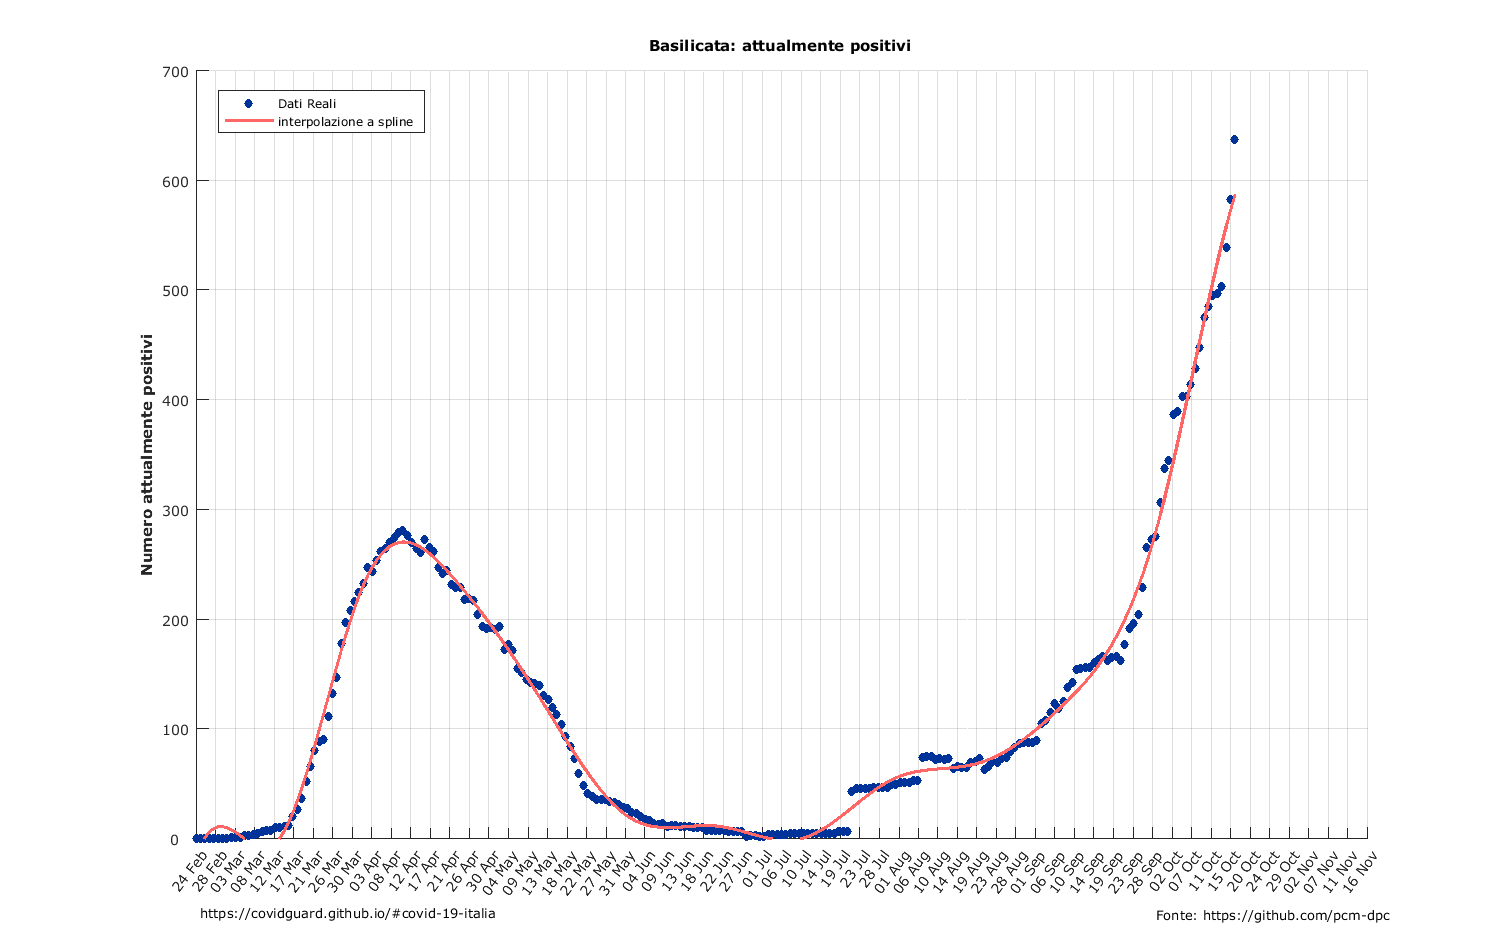 Basilicata: attualmente positivi
700
600
500
400
300
200
100
0
Numero attualmente positivi
Dati Reali
interpolazione a spline
24 Feb
28 Feb
03 Mar
08 Mar
12 Mar
17 Mar
21 Mar
26 Mar
30 Mar
03 Apr
08 Apr
12 Apr
17 Apr
21 Apr
26 Apr
30 Apr
04 May
09 May
13 May
18 May
22 May
27 May
31 May
04 Jun
09 Jun
13 Jun
18 Jun
22 Jun
27 Jun
01 Jul
06 Jul
10 Jul
14 Jul
19 Jul
23 Jul
28 Jul
01 Aug
06 Aug
10 Aug
14 Aug
19 Aug
23 Aug
28 Aug
01 Sep
06 Sep
10 Sep
14 Sep
19 Sep
23 Sep
28 Sep
02 Oct
07 Oct
11 Oct
15 Oct
20 Oct
24 Oct
29 Oct
02 Nov
07 Nov
11 Nov
16 Nov
https://covidguard.github.io/#covid-19-italia
Fonte: https://github.com/pcm-dpc